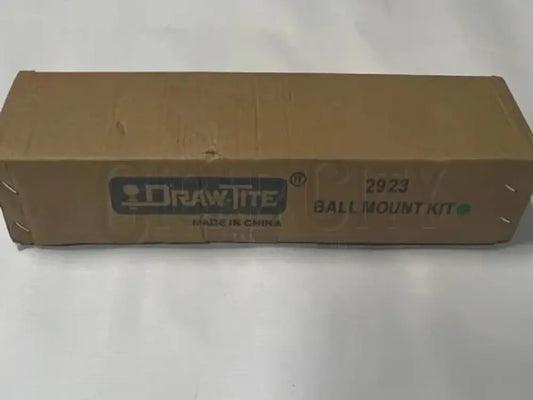 DRAW-TITE®
MADE IN CHINA
2923
BALL MOUNT KIT